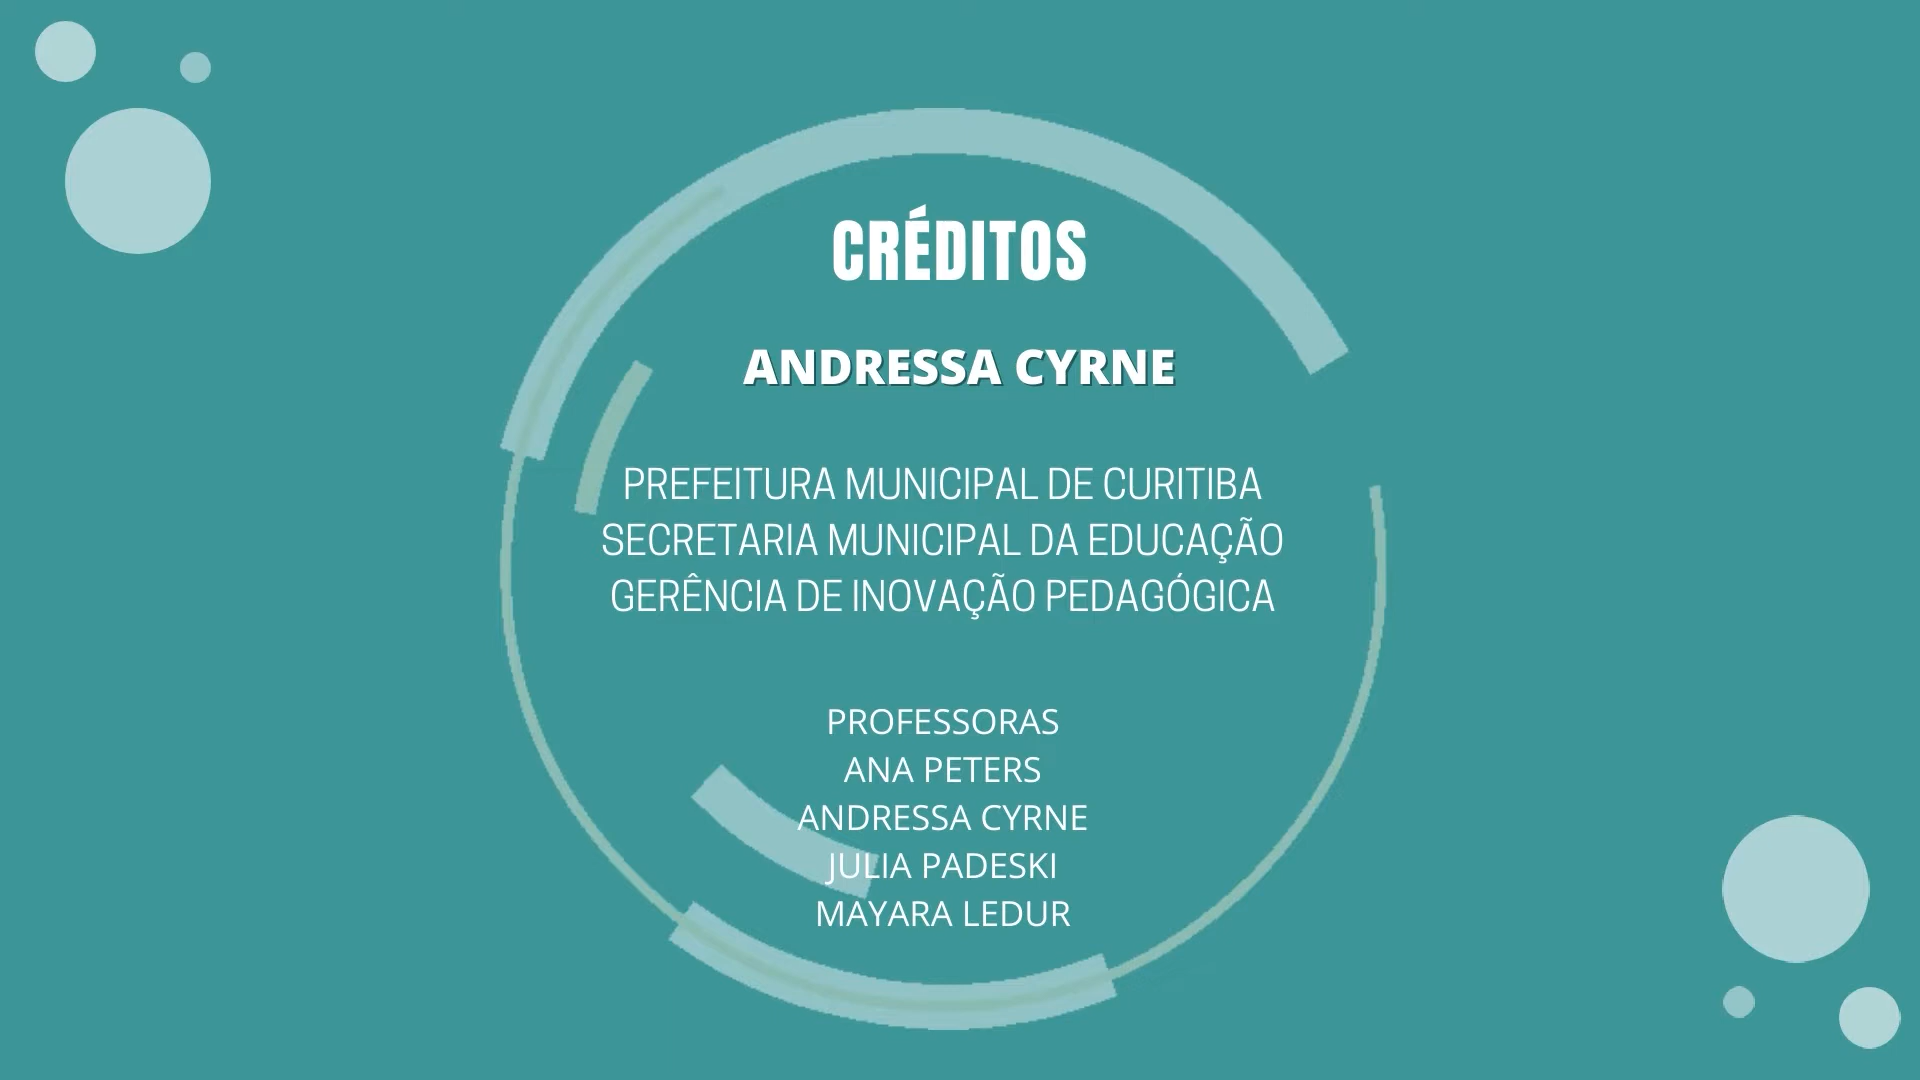 CRÉDITOS
ANDRESSA CYRNE
PREFEITURA MUNICIPAL DE CURITIBA
SECRETARIA MUNICIPAL DA EDUCAÇÃO
GERÊNCIA DE INOVAÇÃO PEDAGÓGICA
PROFESSORAS
ANA PETERS
ANDRESSA CYRNE
JULIA PADESKI
MAYARA LEDUR